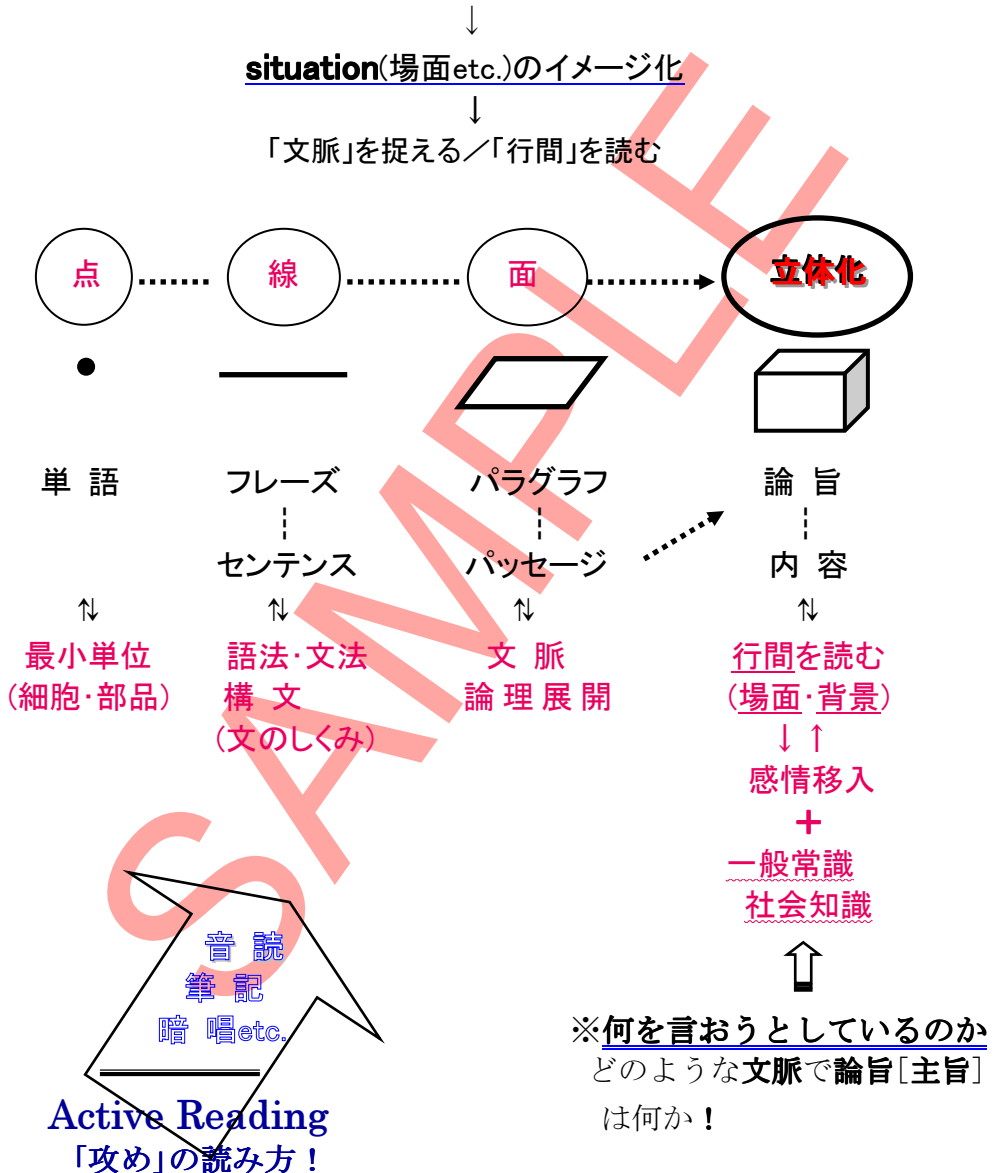 ↓
situation(場面etc.)のイメージ化
↓
「文脈」を捉える／「行間」を読む
点 線 面 立体化
単 語 フレーズ パラグラフ 論 旨
センテンス パッセージ 内 容
⇅ ⇅ ⇅ ⇅
最小単位 語法･文法 文 脈 行間を読む
(細胞･部品) 構 文 論 理 展 開 (場面･背景)
(文のしくみ) ↓ ↑
感情移入
＋
一般常識
社会知識
音 読
筆 記
暗 唱etc.
※何を言おうとしているのか
どのような文脈で論旨[主旨]
は何か！
Active Reading
「攻め」の読み方！
SAMPLE